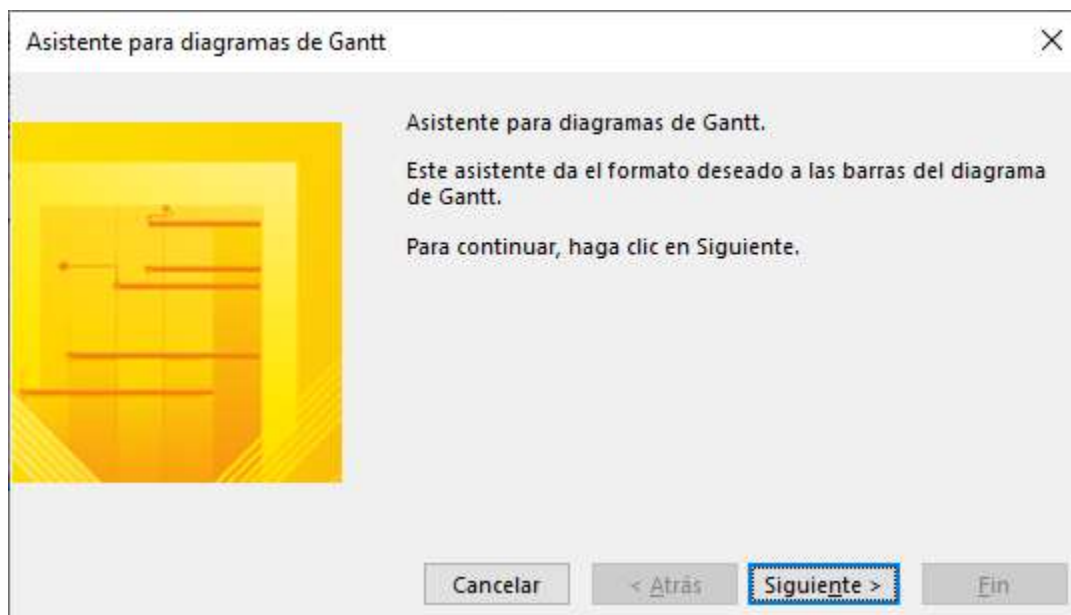 Asistente para diagramas de Gantt
Asistente para diagramas de Gantt.
Este asistente da el formato deseado a las barras del diagrama
de Gantt.
Para continuar, haga clic en Siguiente.
Cancelar < Atrás Siguiente > Fin